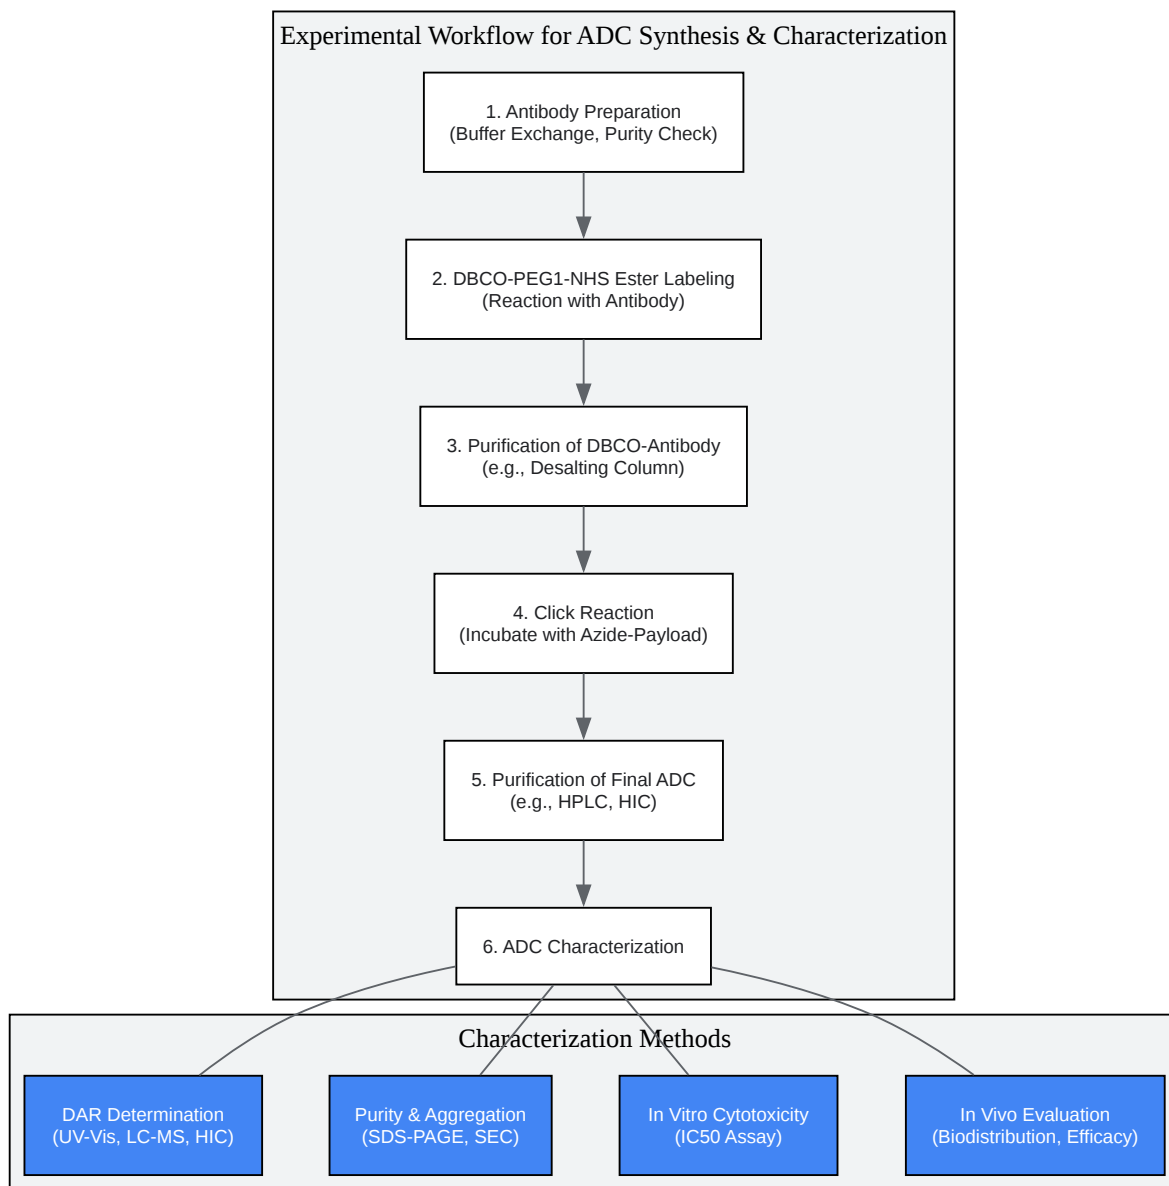 Experimental Workflow for ADC Synthesis & Characterization
1. Antibody Preparation
(Buffer Exchange, Purity Check)
2. DBCO-PEG1-NHS Ester Labeling
(Reaction with Antibody)
3. Purification of DBCO-Antibody
(e.g., Desalting Column)
4. Click Reaction
(Incubate with Azide-Payload)
5. Purification of Final ADC
(e.g., HPLC, HIC)
6. ADC Characterization
Characterization Methods
DAR Determination
(UV-Vis, LC-MS, HIC)
Purity & Aggregation
(SDS-PAGE, SEC)
In Vitro Cytotoxicity
(IC50 Assay)
In Vivo Evaluation
(Biodistribution, Efficacy)